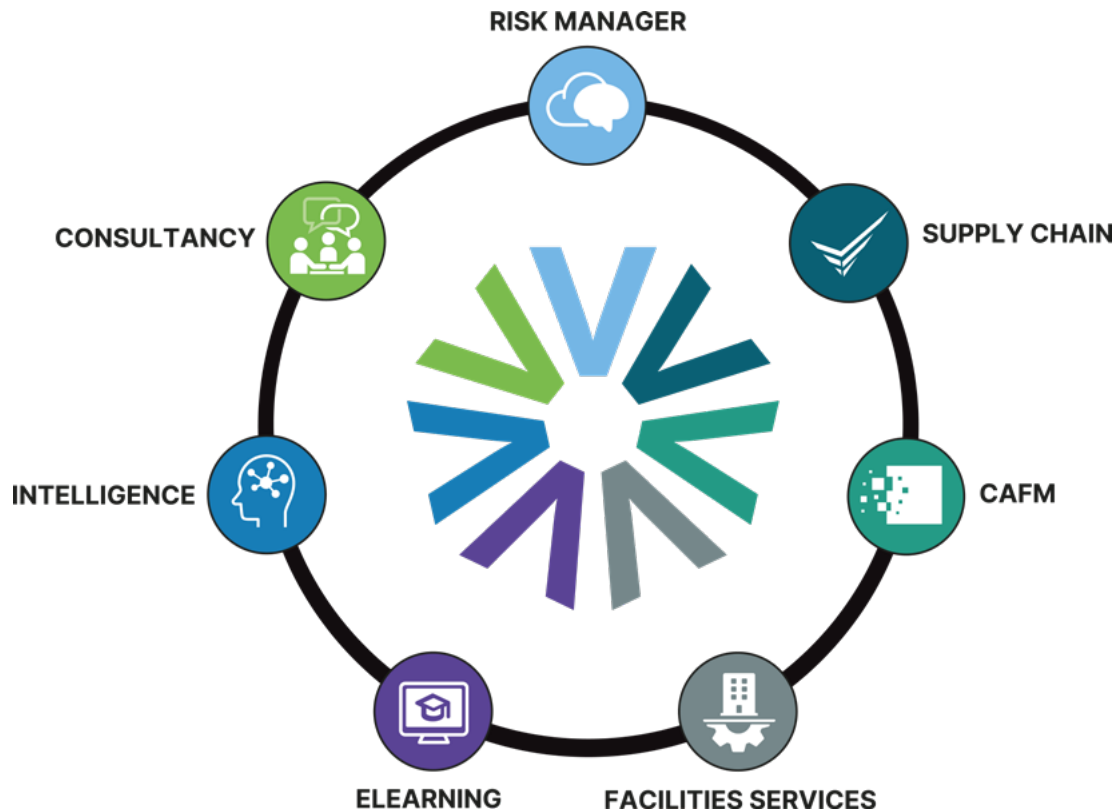 RISK MANAGER
CONSULTANCY
SUPPLY CHAIN
INTELLIGENCE
CAFM
ELEARNING
FACILITIES SERVICES